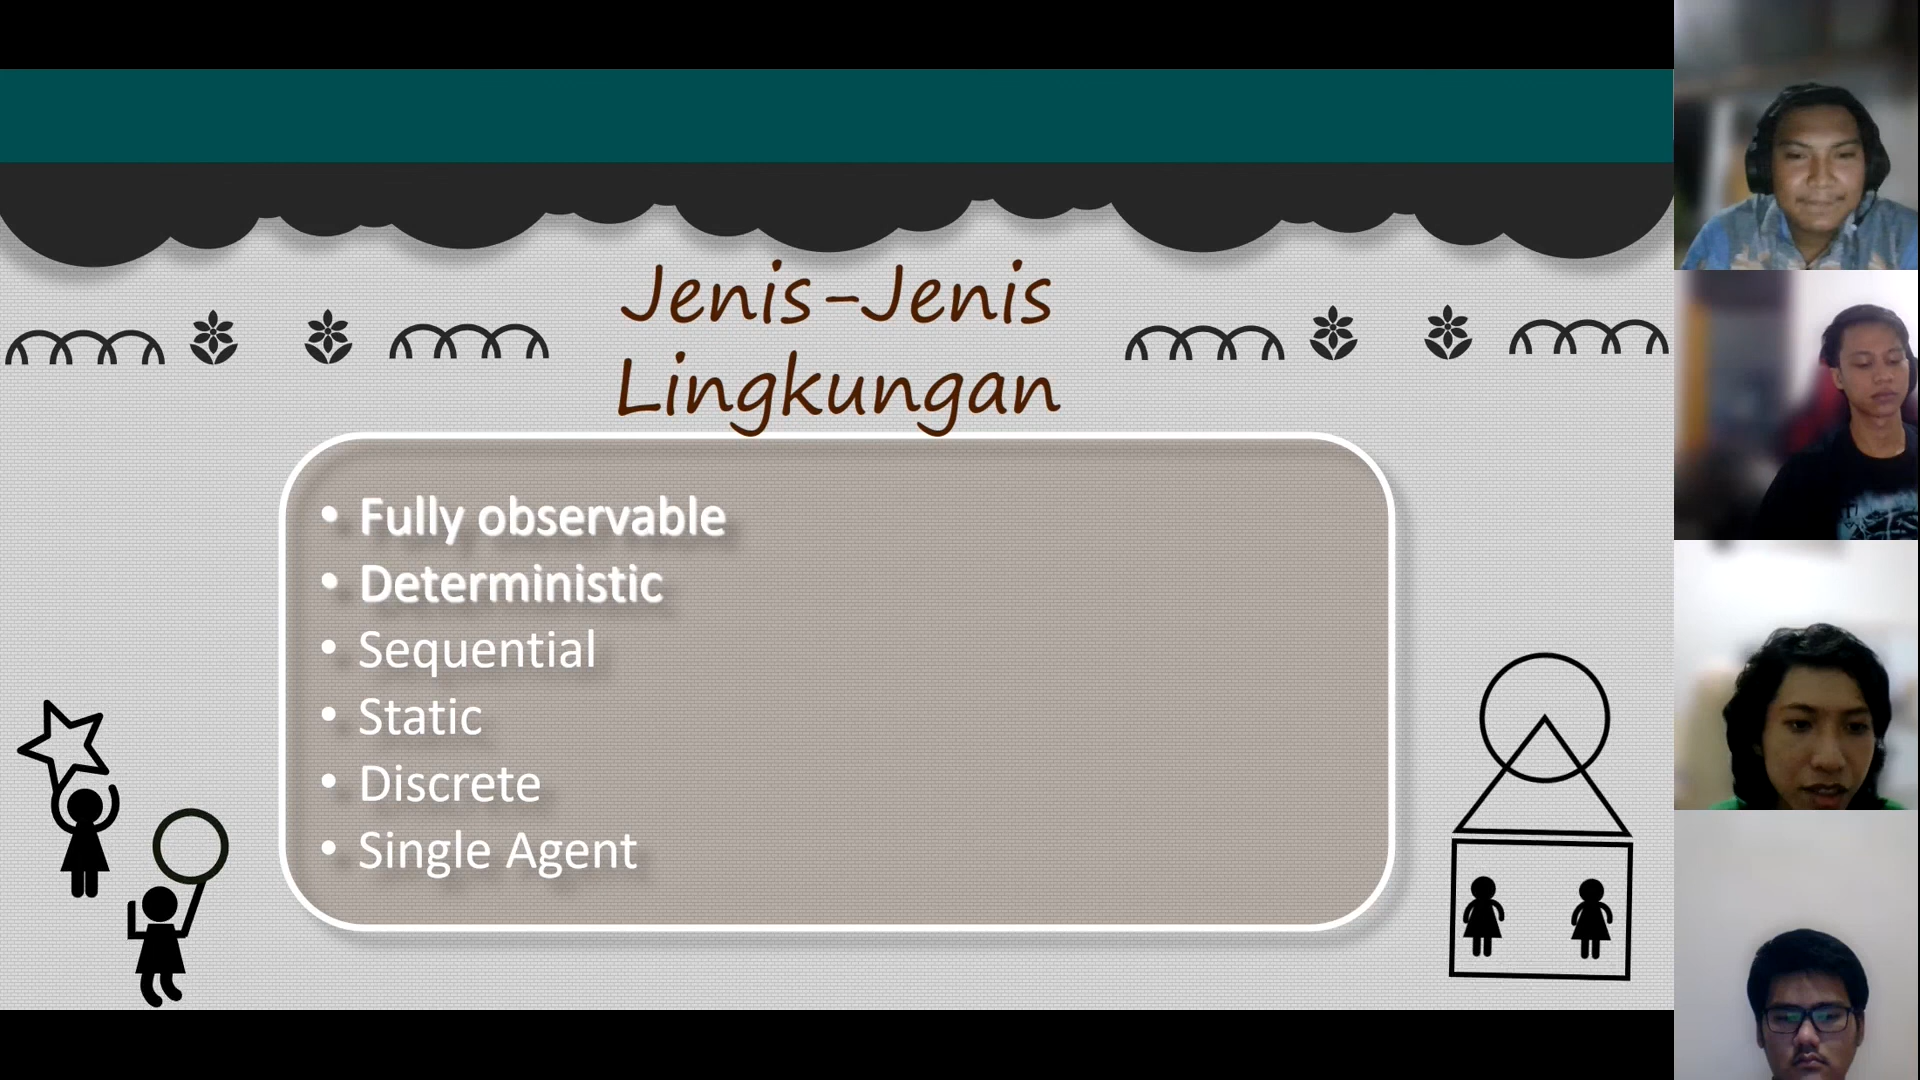 Jenis-Jenis
Lingkungan
• Fully observable
• Deterministic
• Sequential
• Static
• Discrete
• Single Agent